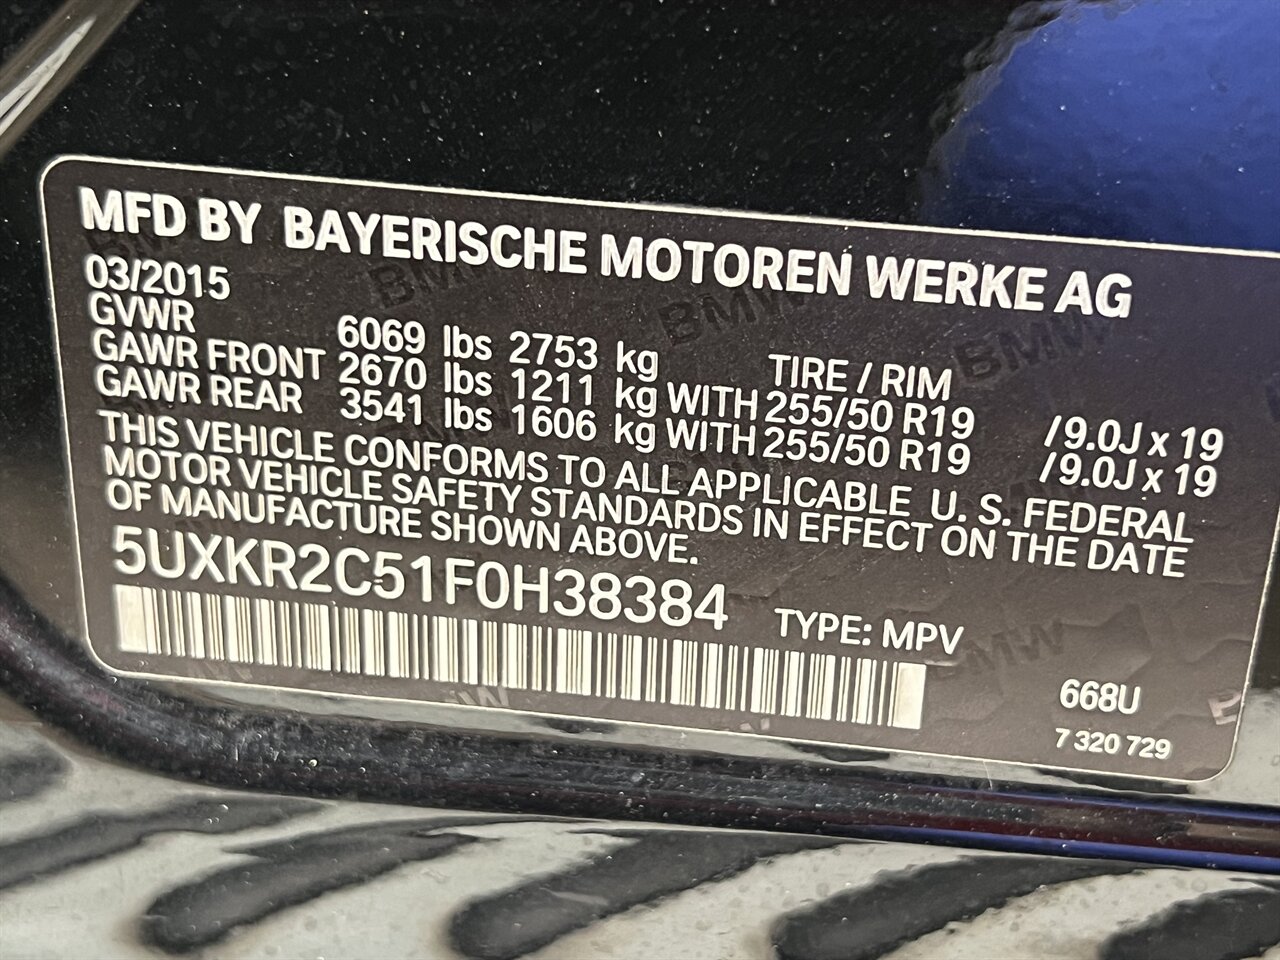 MFD BY BAYERISCHE MOTOREN WERKE AG
03/2015
GVWR 6069 lbs 2753 kg TIRE / RIM
GAWR FRONT 2670 lbs 1211 kg WITH 255/50 R19 /9.0J x 19
GAWR REAR 3541 lbs 1606 kg WITH 255/50 R19 /9.0J x 19
THIS VEHICLE CONFORMS TO ALL APPLICABLE U. S. FEDERAL
MOTOR VEHICLE SAFETY STANDARDS IN EFFECT ON THE DATE
OF MANUFACTURE SHOWN ABOVE.
5UXKR2C51F0H38384 TYPE: MPV
668U
7 320 729